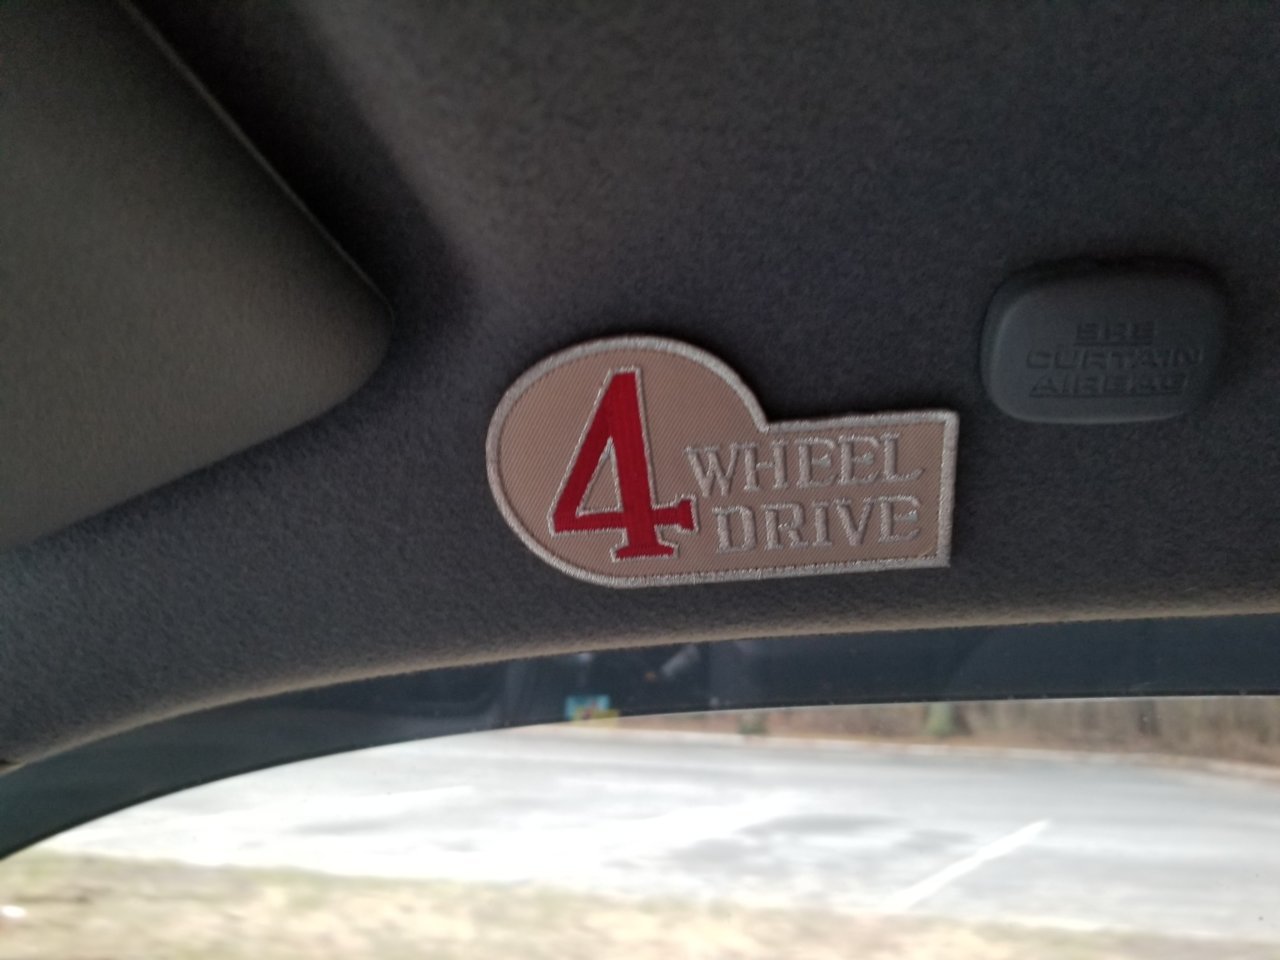 4 WHEEL
DRIVE
SRS
CURTAIN
AIRBAG